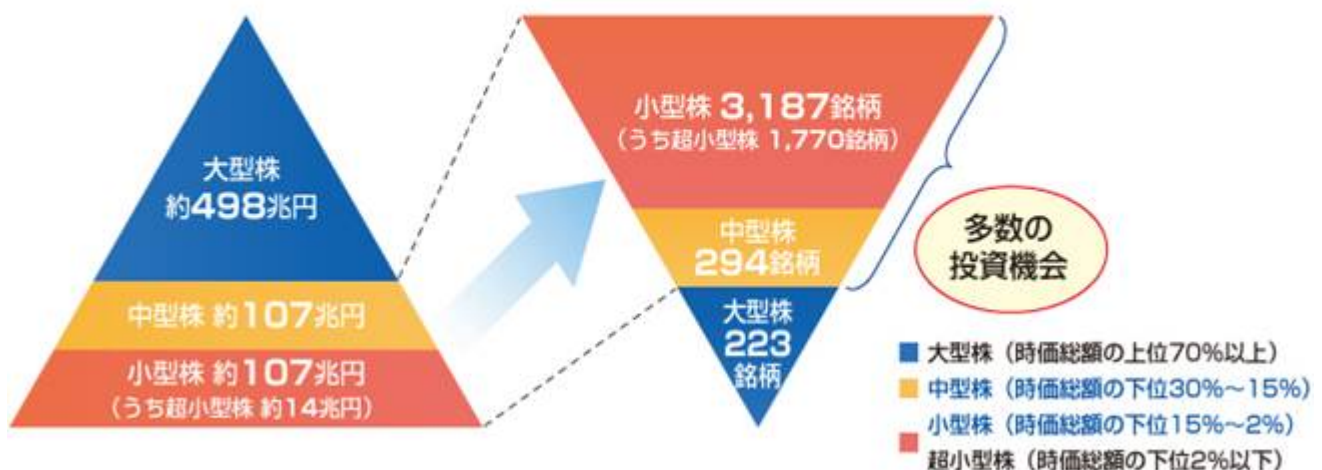 大型株
約498兆円
中型株 約107兆円
小型株 約107兆円
(うち超小型株 約14兆円)
小型株 3,187銘柄
(うち超小型株 1,770銘柄)
中型株
294銘柄
大型株
223
銘柄
多数の
投資機会
大型株(時価総額の上位70%以上)
中型株(時価総額の下位30%～15%)
小型株(時価総額の下位15%～2%)
超小型株(時価総額の下位2%以下)